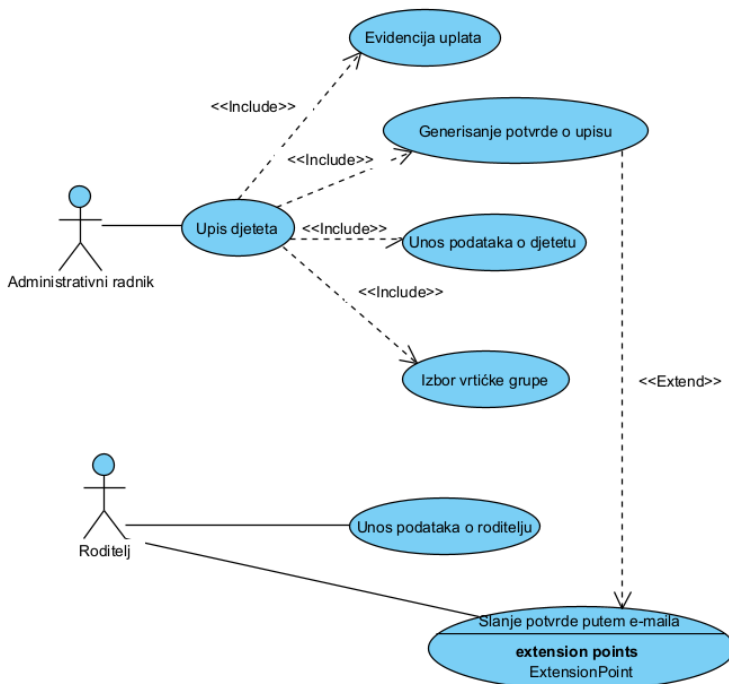 Evidencija uplata
<<Include>>
Generisanje potvrde o upisu
<<Include>>
Upis djeteta
<<Include>>
Unos podataka o djetetu
Administrativni radnik
<<Include>>
Izbor vrtićke grupe
<<Extend>>
Unos podataka o roditelju
Roditelj
Slanje potvrde putem e-maila
extension points
ExtensionPoint